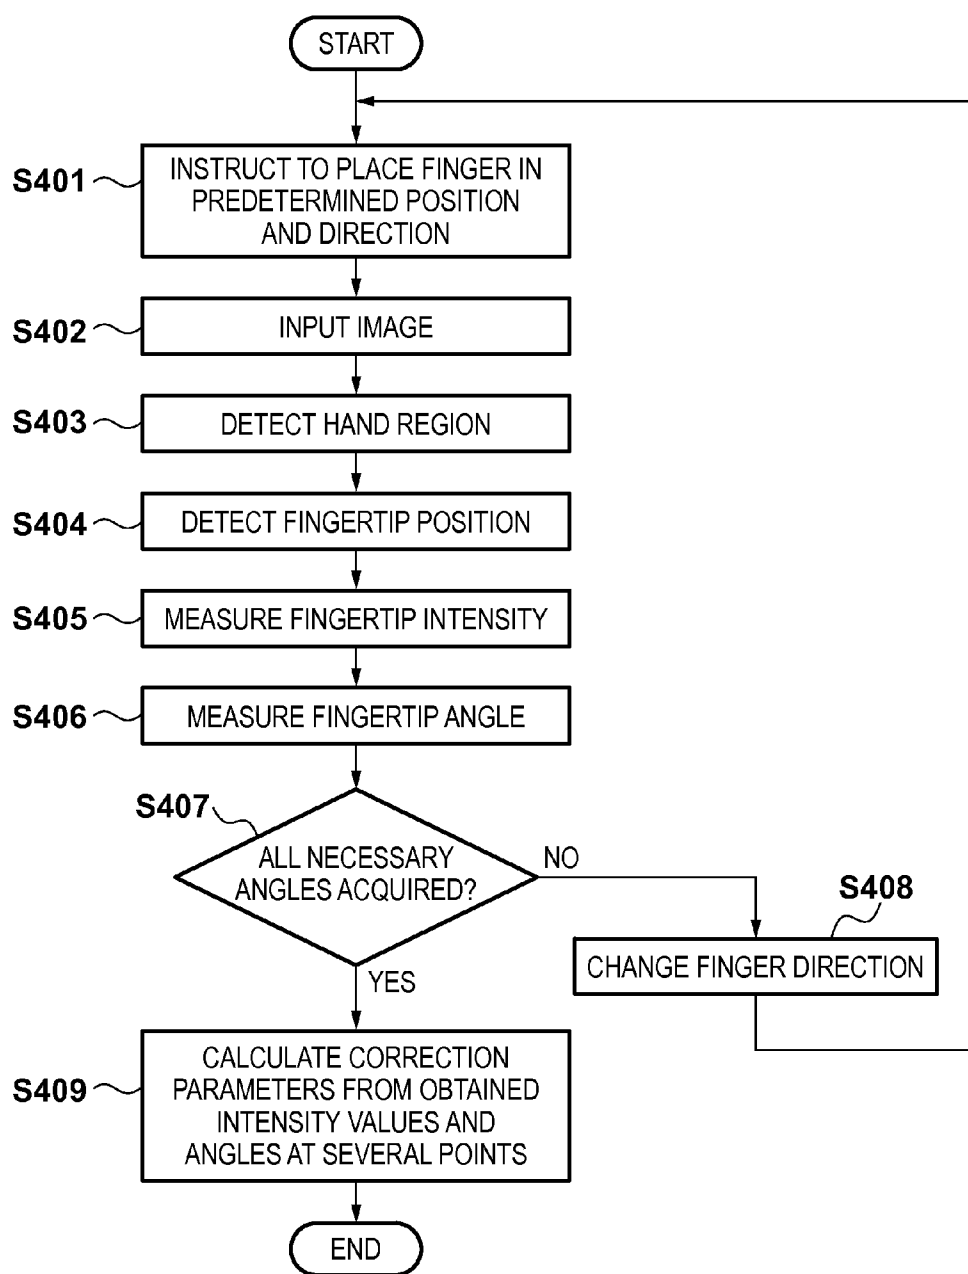 START
S401
INSTRUCT TO PLACE FINGER IN
PREDETERMINED POSITION
AND DIRECTION
S402
INPUT IMAGE
S403
DETECT HAND REGION
S404
DETECT FINGERTIP POSITION
S405
MEASURE FINGERTIP INTENSITY
S406
MEASURE FINGERTIP ANGLE
S407
ALL NECESSARY
ANGLES ACQUIRED?
NO
S408
CHANGE FINGER DIRECTION
YES
S409
CALCULATE CORRECTION
PARAMETERS FROM OBTAINED
INTENSITY VALUES AND
ANGLES AT SEVERAL POINTS
END